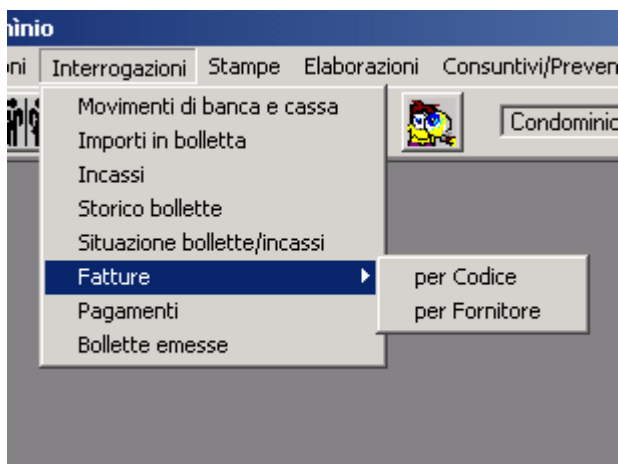 ìnio
ni Interrogazioni Stampe Elaborazioni Consuntivi/Preven
Movimenti di banca e cassa
Condominio
Importi in bolletta
Incassi
Storico bollette
Situazione bollette/incassi
Fatture
per Codice
Pagamenti
per Fornitore
Bollette emesse